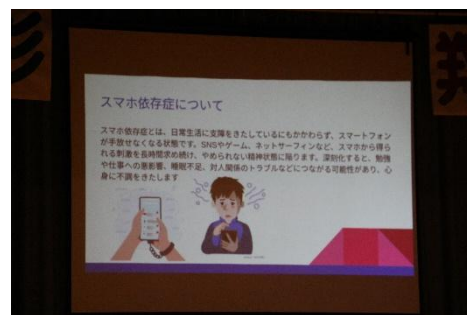 スマホ依存症について
スマホ依存症とは、日常生活に支障をきたしているにもかかわらず、スマートフォン
が手放せなくなる状態です。SNSやゲーム、ネットサーフィンなど、スマホから得ら
れる刺激を長時間求め続け、やめられない精神状態に陥ります。深刻化すると、勉強
や仕事への悪影響、睡眠不足、対人関係のトラブルなどにつながる可能性があり、心
身に不調をきたします